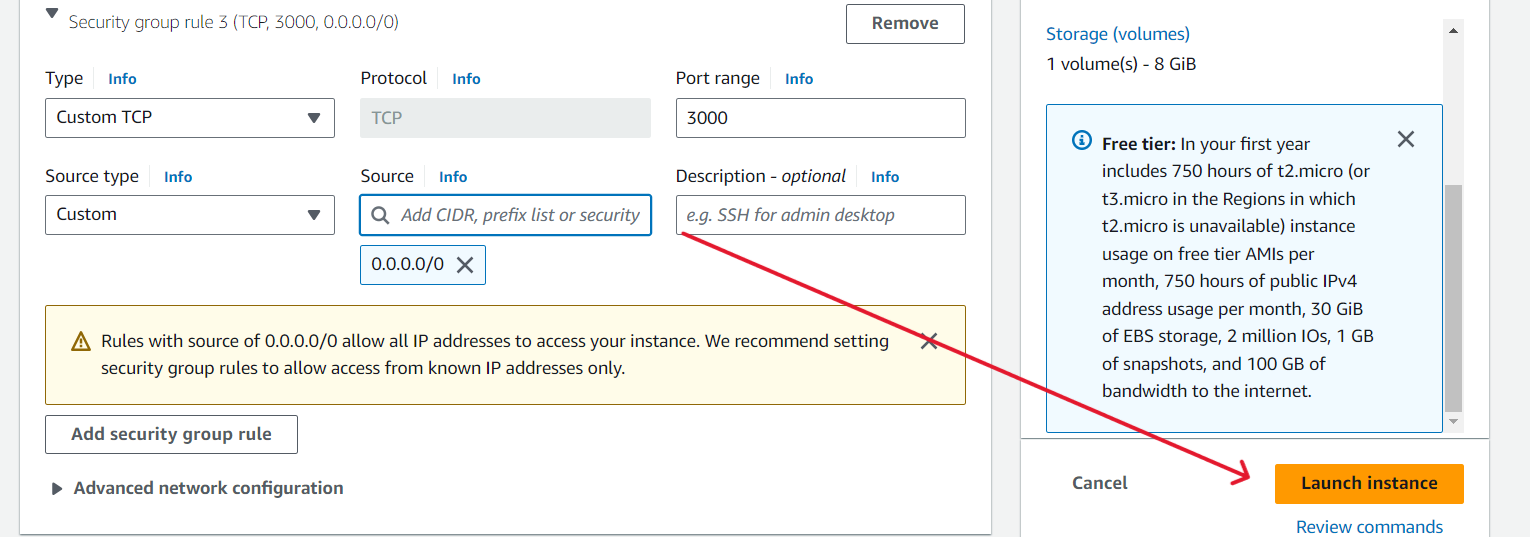 Security group rule 3 (TCP, 3000, 0.0.0.0/0)
Remove
Type Info
Protocol Info
Port range Info
Custom TCP
TCP
3000
Source type Info
Source Info
Description - optional Info
Custom
Add CIDR, prefix list or security
e.g. SSH for admin desktop
0.0.0.0/0
Rules with source of 0.0.0.0/0 allow all IP addresses to access your instance. We recommend setting
security group rules to allow access from known IP addresses only.
Add security group rule
Advanced network configuration
Storage (volumes)
1 volume(s) - 8 GiB
Free tier: In your first year
includes 750 hours of t2.micro (or
t3.micro in the Regions in which
t2.micro is unavailable) instance
usage on free tier AMIs per
month, 750 hours of public IPv4
address usage per month, 30 GiB
of EBS storage, 2 million IOs, 1 GB
of snapshots, and 100 GB of
bandwidth to the internet.
Cancel
Launch instance
Review commands